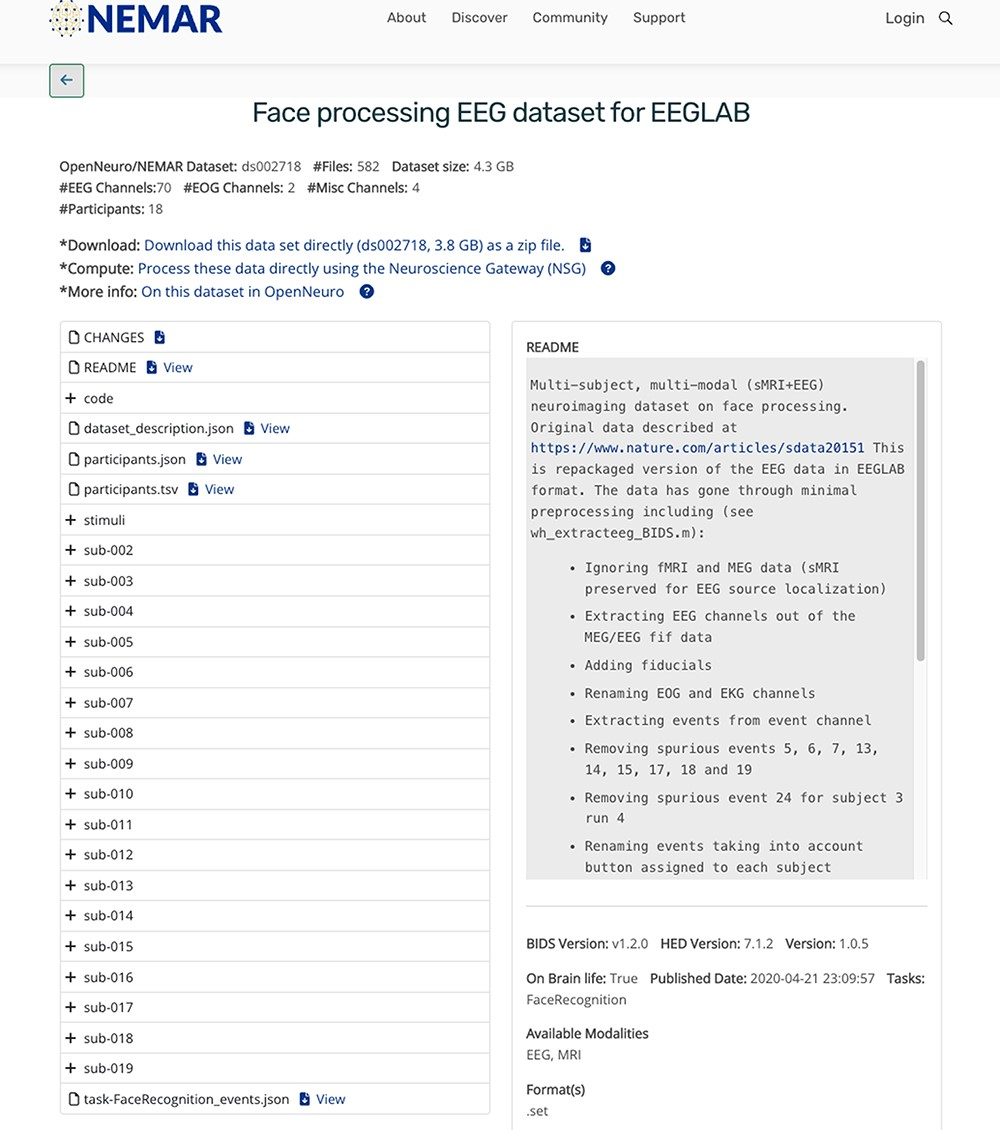 NEMAR
About Discover Community Support
Login
Face processing EEG dataset for EEGLAB
OpenNeuro/NEMAR Dataset: ds002718 #Files: 582 Dataset size: 4.3 GB
#EEG Channels:70 #EOG Channels: 2 #Misc Channels: 4
#Participants: 18
*Download: Download this data set directly (ds002718, 3.8 GB) as a zip file.
*Compute: Process these data directly using the Neuroscience Gateway (NSG) ?
*More info: On this dataset in OpenNeuro ?
CHANGES
README View
+ code
dataset_description.json View
participants.json View
participants.tsv View
+ stimuli
+ sub-002
+ sub-003
+ sub-004
+ sub-005
+ sub-006
+ sub-007
+ sub-008
+ sub-009
+ sub-010
+ sub-011
+ sub-012
+ sub-013
+ sub-014
+ sub-015
+ sub-016
+ sub-017
+ sub-018
+ sub-019
task-FaceRecognition_events.json View
README
Multi-subject, multi-modal (sMRI+EEG)
neuroimaging dataset on face processing.
Original data described at
https://www.nature.com/articles/sdata20151 This
is repackaged version of the EEG data in EEGLAB
format. The data has gone through minimal
preprocessing including (see
wh_extracteeg_BIDS.m):
• Ignoring fMRI and MEG data (sMRI
preserved for EEG source localization)
• Extracting EEG channels out of the
MEG/EEG fif data
• Adding fiducials
• Renaming EOG and EKG channels
• Extracting events from event channel
• Removing spurious events 5, 6, 7, 13,
14, 15, 17, 18 and 19
• Removing spurious event 24 for subject 3
run 4
• Renaming events taking into account
button assigned to each subject
BIDS Version: v1.2.0 HED Version: 7.1.2 Version: 1.0.5
On Brain life: True Published Date: 2020-04-21 23:09:57 Tasks:
FaceRecognition
Available Modalities
EEG, MRI
Format(s)
.set